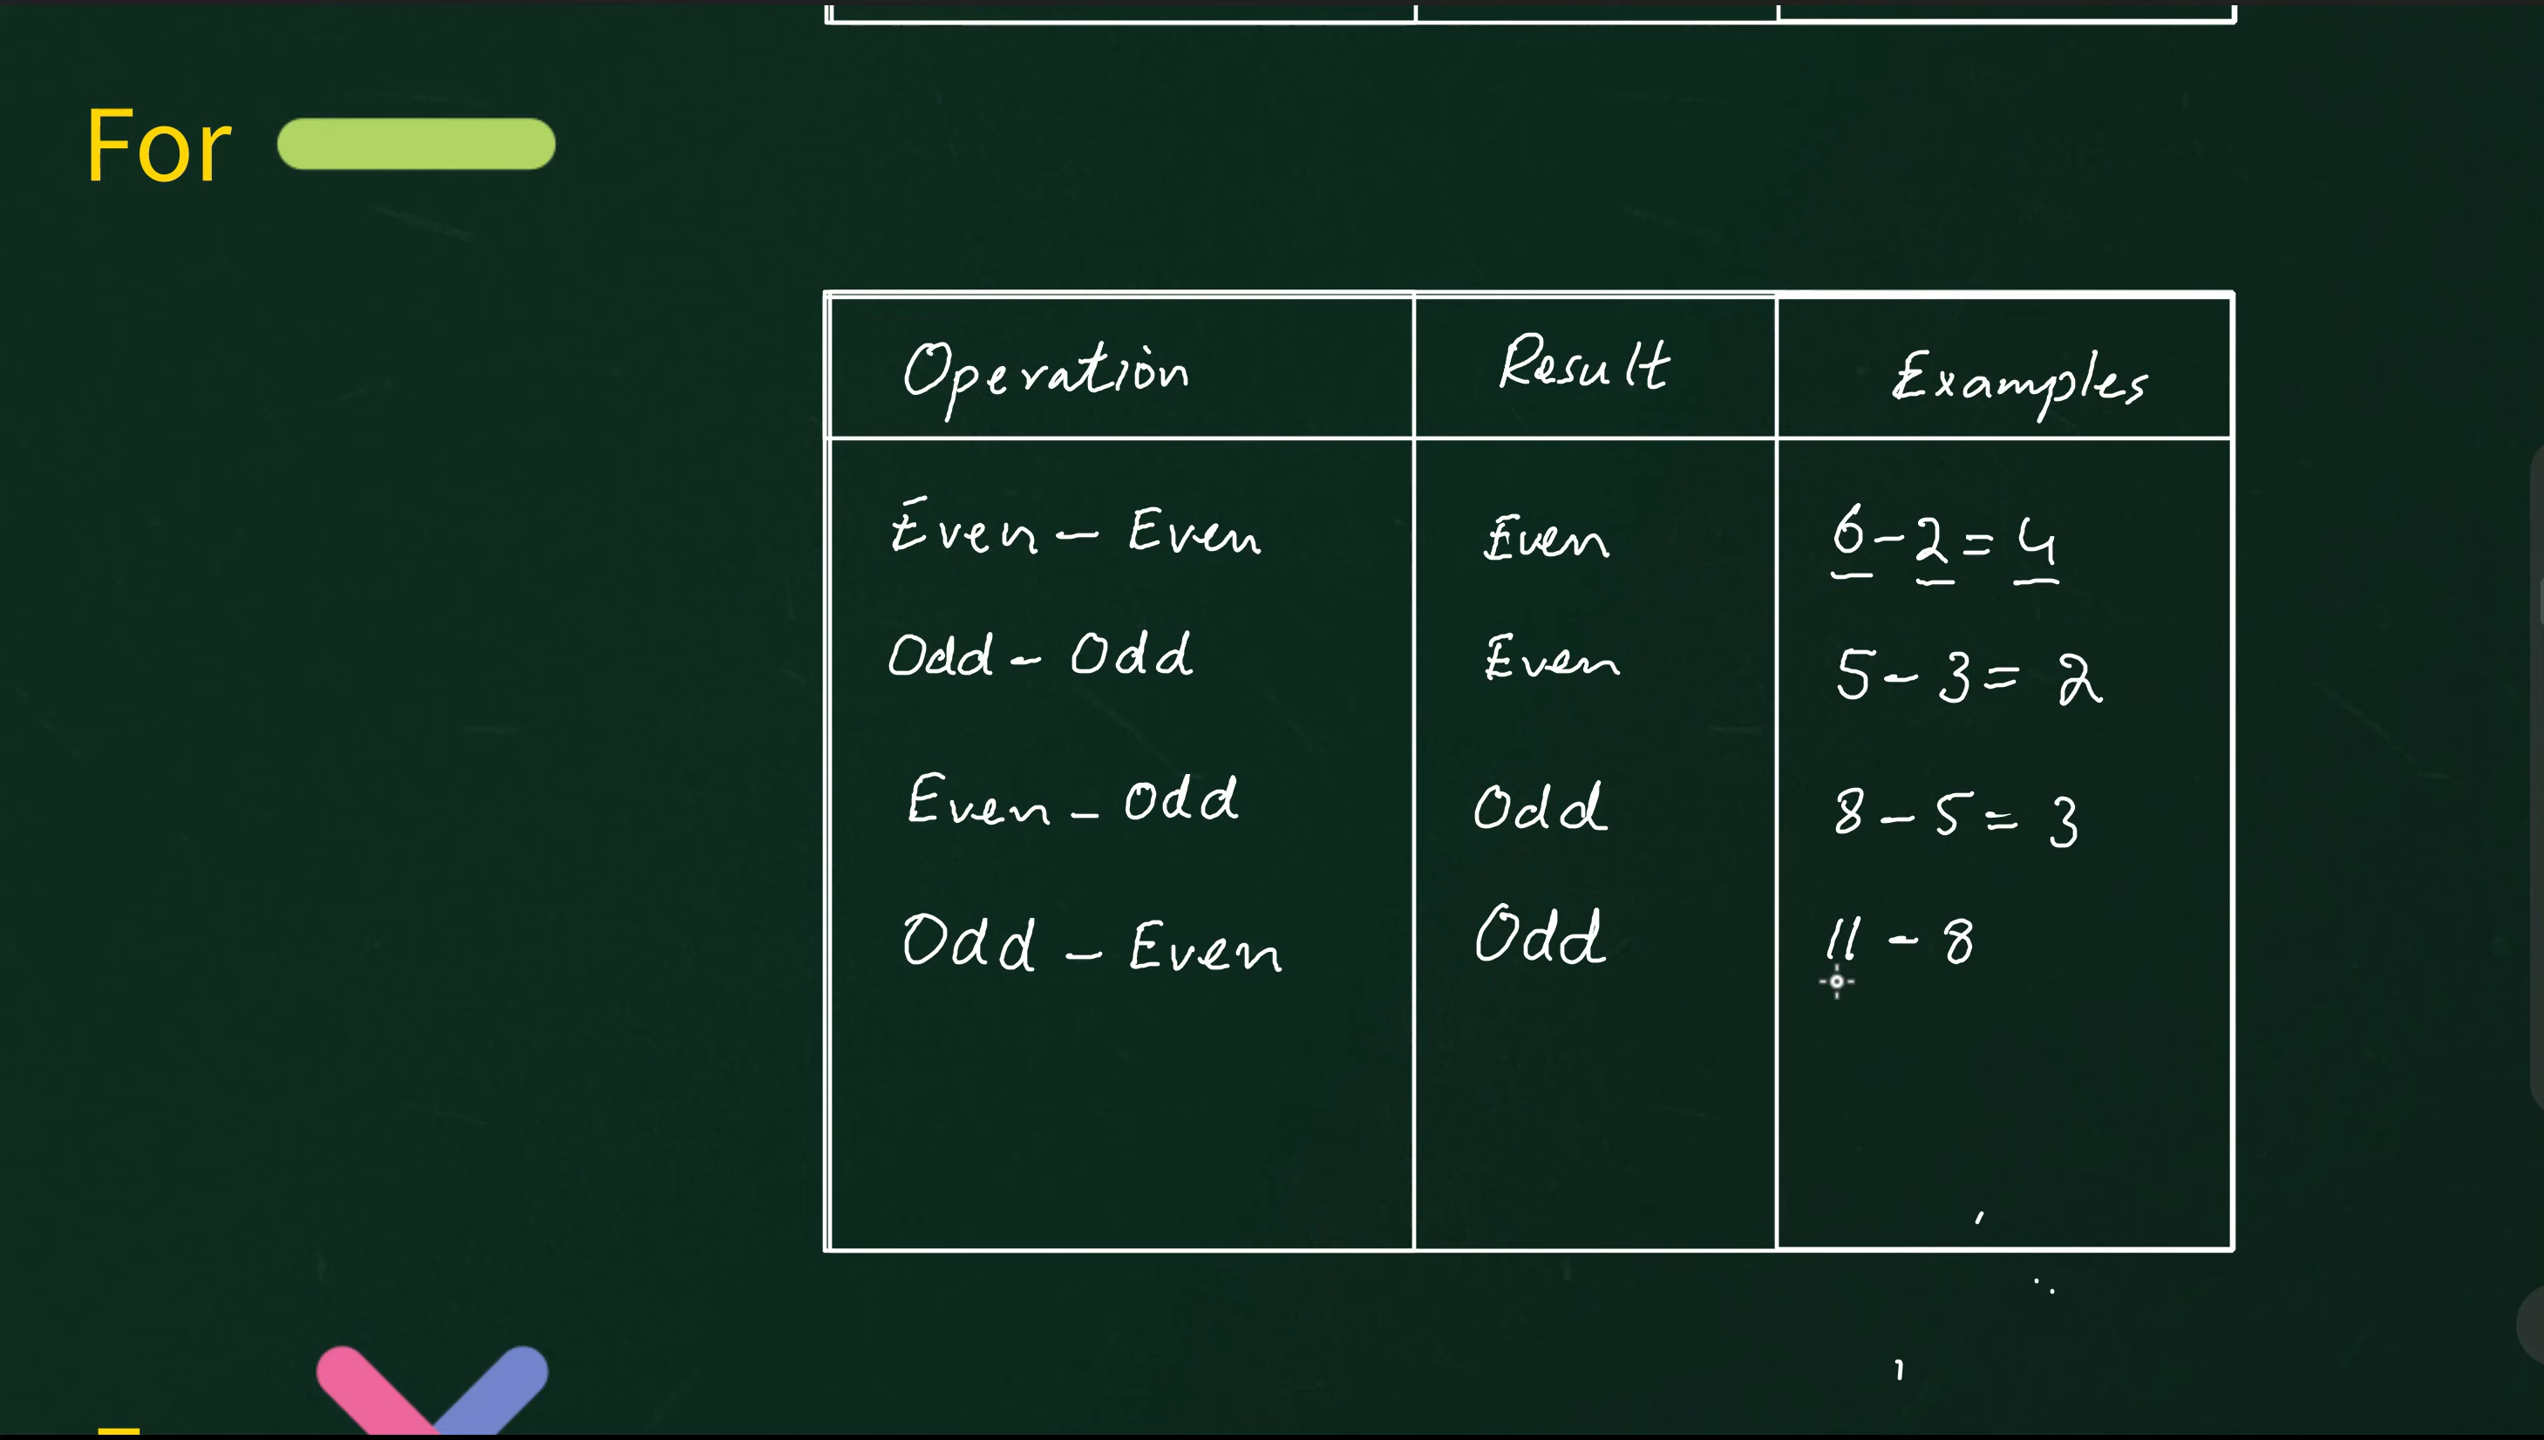 For
Operation Result Examples
Even - Even Even 6-2=4
Odd - Odd Even 5-3=2
Even - Odd Odd 8-5=3
Odd - Even Odd 11-8